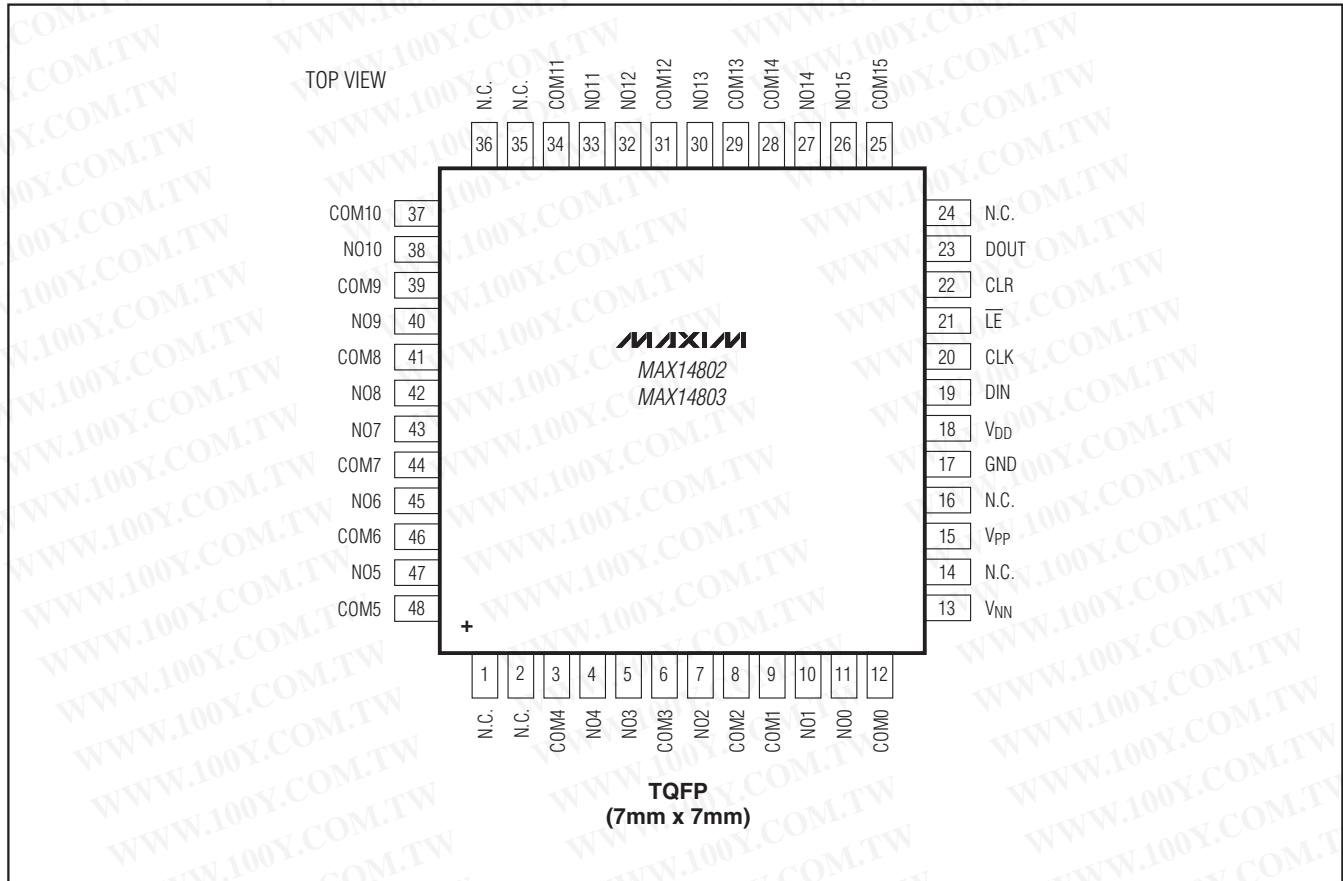 TOP VIEW
N.C.
N.C.
COM11
NO11
NO12
COM12
NO13
COM13
COM14
NO14
NO15
COM15
36 35 34 33 32 31 30 29 28 27 26 25
COM10 37
NO10 38
COM9 39
NO9 40
COM8 41
NO8 42
NO7 43
COM7 44
NO6 45
COM6 46
NO5 47
COM5 48
MAXIM
MAX14802
MAX14803
24 N.C.
23 DOUT
22 CLR
21 L̅E̅
20 CLK
19 DIN
18 VDD
17 GND
16 N.C.
15 VPP
14 N.C.
13 VNN
+
1 2 3 4 5 6 7 8 9 10 11 12
N.C.
N.C.
COM4
NO4
NO3
COM3
NO2
COM2
COM1
NO1
NO0
COM0
TQFP
(7mm x 7mm)
WWW.100Y.COM.TW